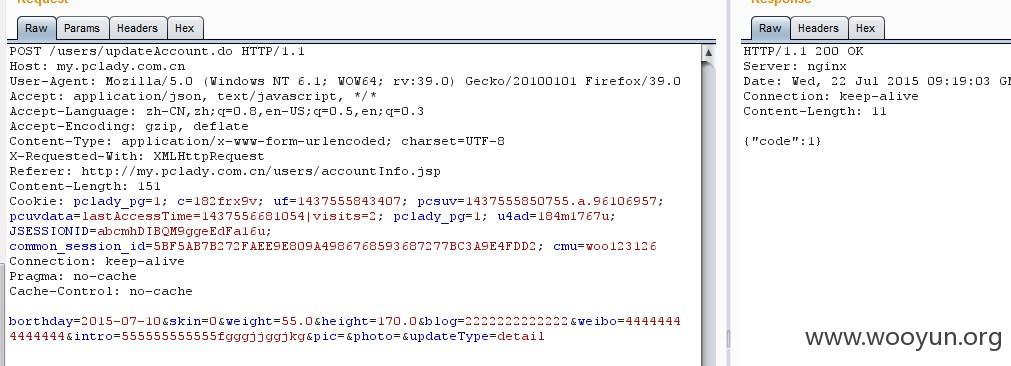 Request
Response
Raw Params Headers Hex
Raw Headers Hex
POST /users/updateAccount.do HTTP/1.1
Host: my.pclady.com.cn
User-Agent: Mozilla/5.0 (Windows NT 6.1; WOW64; rv:39.0) Gecko/20100101 Firefox/39.0
Accept: application/json, text/javascript, */*
Accept-Language: zh-CN,zh;q=0.8,en-US;q=0.5,en;q=0.3
Accept-Encoding: gzip, deflate
Content-Type: application/x-www-form-urlencoded; charset=UTF-8
X-Requested-With: XMLHttpRequest
Referer: http://my.pclady.com.cn/users/accountInfo.jsp
Content-Length: 151
Cookie: pclady_pg=1; c=182frx9v; uf=1437555843407; pcsuv=1437555850755.a.96106957;
pcuvdata=lastAccessTime=1437556681054|visits=2; pclady_pg=1; u4ad=184m1767u;
JSESSIONID=abcmhDIBQM9ggeEdFa16u;
common_session_id=5BF5AB7B272FAEE9E809A4986768593687277BC3A9E4FDD2; cmu=woo123126
Connection: keep-alive
Pragma: no-cache
Cache-Control: no-cache
borthday=2015-07-10&skin=0&weight=55.0&height=170.0&blog=2222222222222&weibo=4444444
4444444&intro=555555555555fgggjjggjkg&pic=&photo=&updateType=detail
HTTP/1.1 200 OK
Server: nginx
Date: Wed, 22 Jul 2015 09:19:03 GM
Connection: keep-alive
Content-Length: 11
{"code":1}
www.wooyun.org